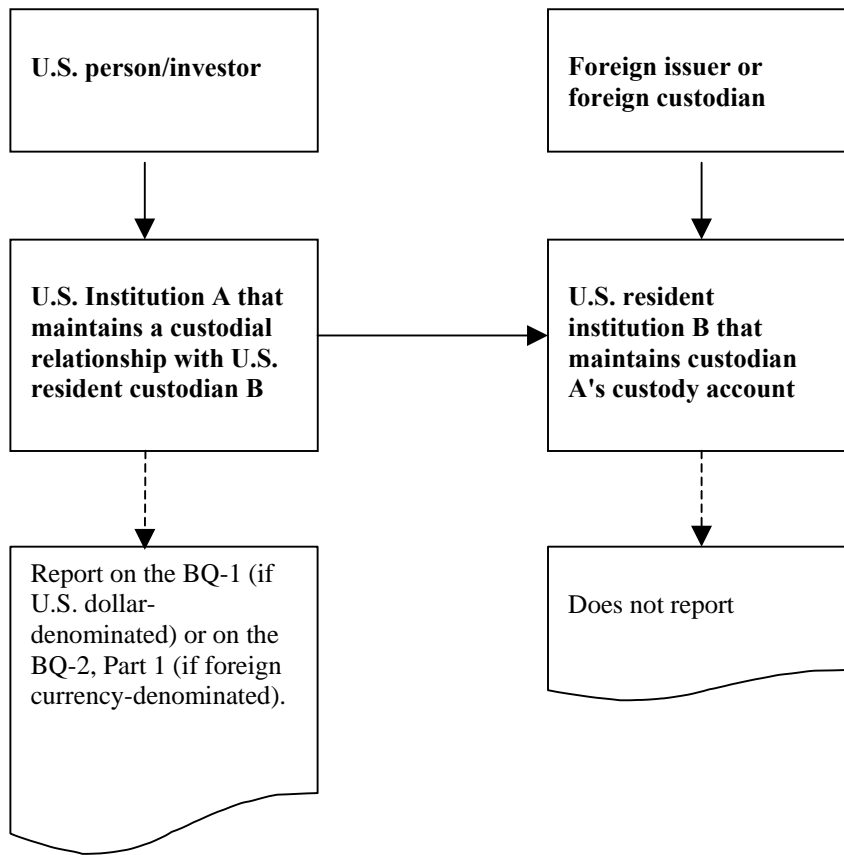 U.S. person/investor
Foreign issuer or
foreign custodian
U.S. Institution A that
maintains a custodial
relationship with U.S.
resident custodian B
U.S. resident
institution B that
maintains custodian
A's custody account
Report on the BQ-1 (if
U.S. dollar-
denominated) or on the
BQ-2, Part 1 (if foreign
currency-denominated).
Does not report